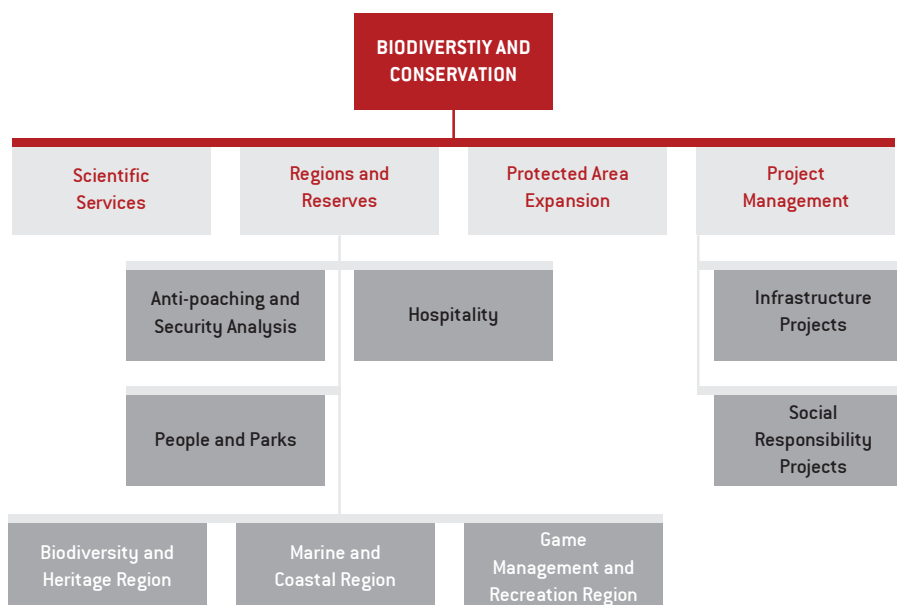 BIODIVERSTIY AND
CONSERVATION
Scientific
Services
Regions and
Reserves
Protected Area
Expansion
Project
Management
Anti-poaching and
Security Analysis
Hospitality
Infrastructure
Projects
People and Parks
Social
Responsibility
Projects
Biodiversity and
Heritage Region
Marine and
Coastal Region
Game
Management and
Recreation Region